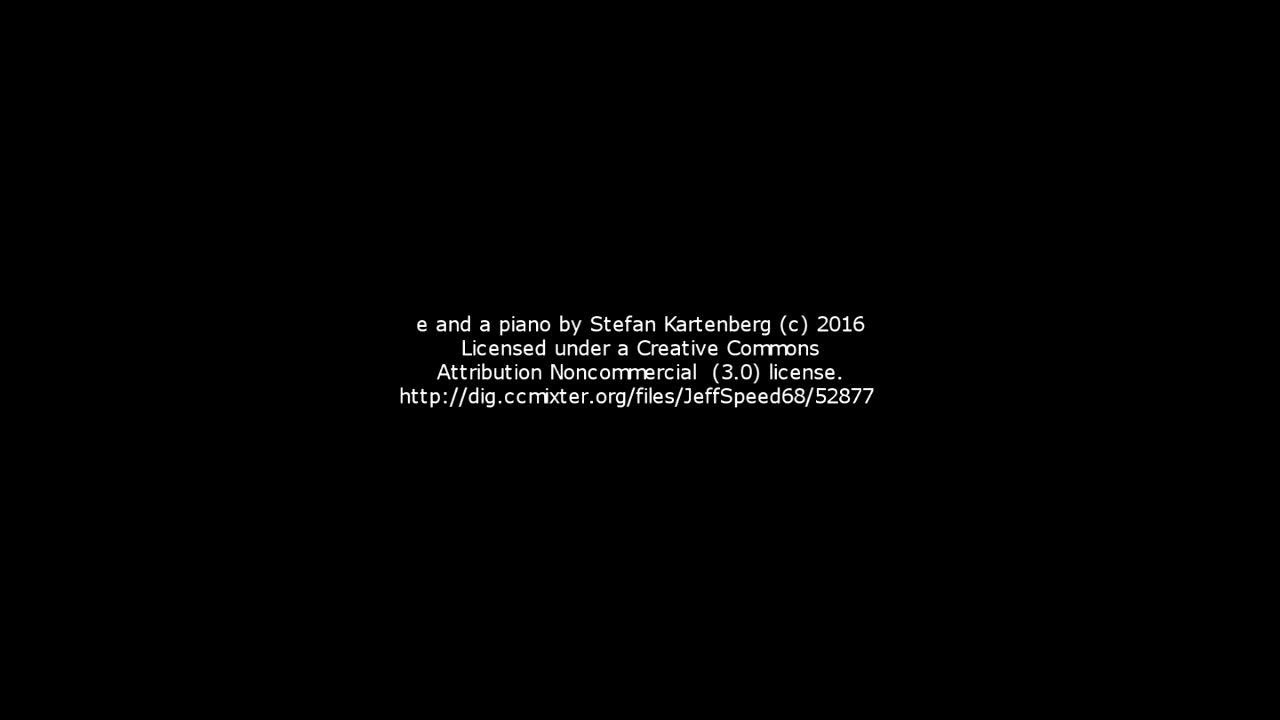 e and a piano by Stefan Kartenberg (c) 2016
Licensed under a Creative Commons
Attribution Noncommercial  (3.0) license.
http://dig.ccmixter.org/files/JeffSpeed68/52877